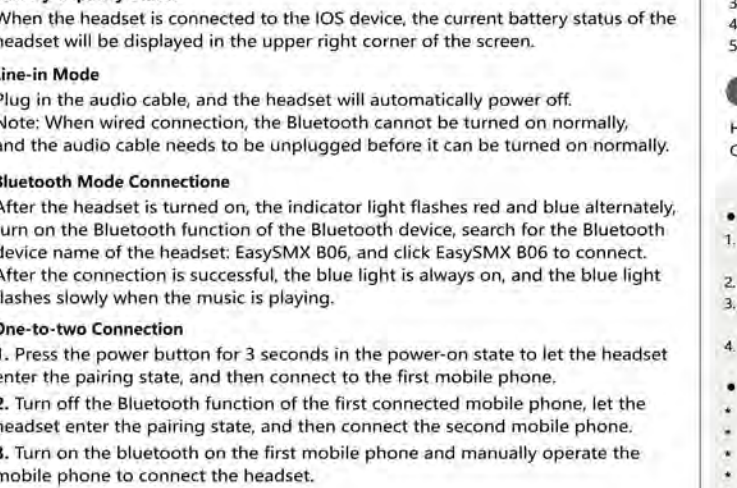 When the headset is connected to the IOS device, the current battery status of the
headset will be displayed in the upper right corner of the screen.
Line-in Mode
Plug in the audio cable, and the headset will automatically power off.
Note: When wired connection, the Bluetooth cannot be turned on normally,
and the audio cable needs to be unplugged before it can be turned on normally.
Bluetooth Mode Connectione
After the headset is turned on, the indicator light flashes red and blue alternately,
turn on the Bluetooth function of the Bluetooth device, search for the Bluetooth
device name of the headset: EasySMX B06, and click EasySMX B06 to connect.
After the connection is successful, the blue light is always on, and the blue light
flashes slowly when the music is playing.
One-to-two Connection
1. Press the power button for 3 seconds in the power-on state to let the headset
enter the pairing state, and then connect to the first mobile phone.
2. Turn off the Bluetooth function of the first connected mobile phone, let the
headset enter the pairing state, and then connect the second mobile phone.
3. Turn on the bluetooth on the first mobile phone and manually operate the
mobile phone to connect the headset.
3
4
5
1.
2.
3.
4.